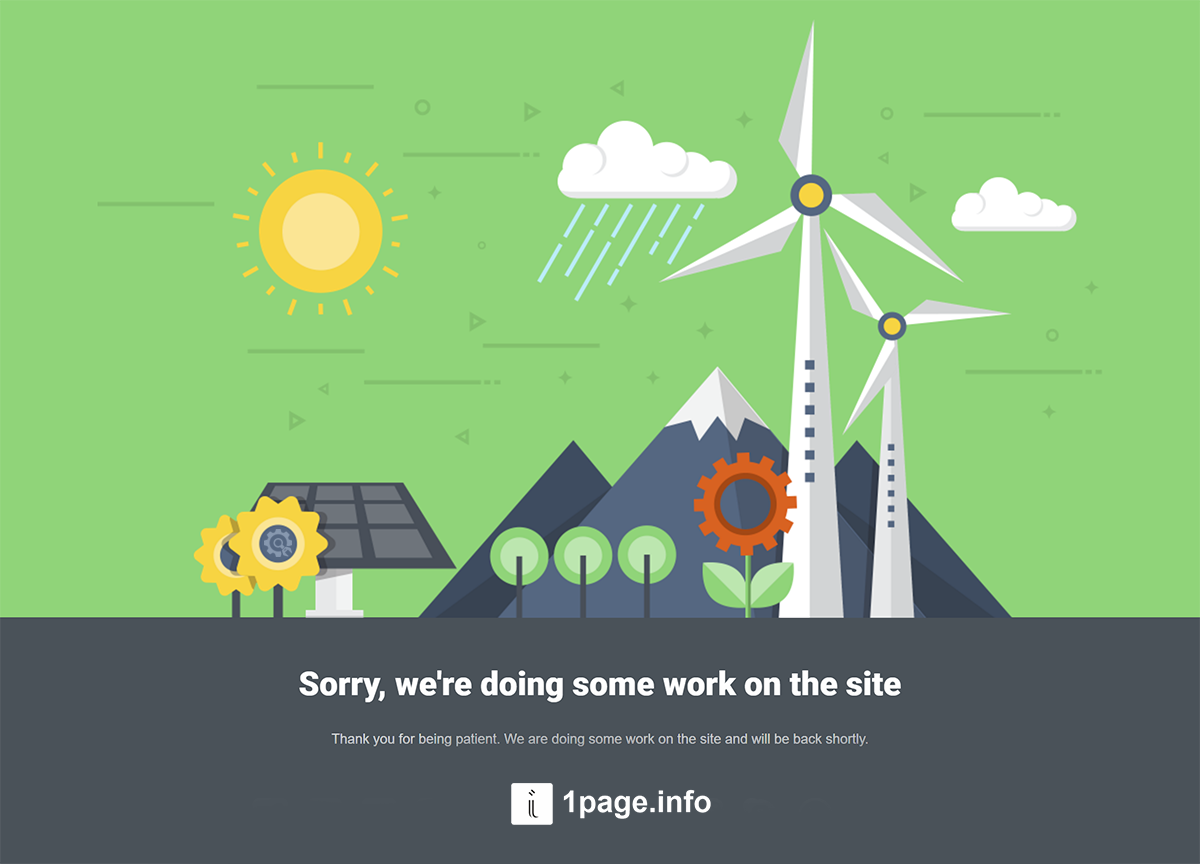 Sorry, we're doing some work on the site
Thank you for being patient. We are doing some work on the site and will be back shortly.
1page.info